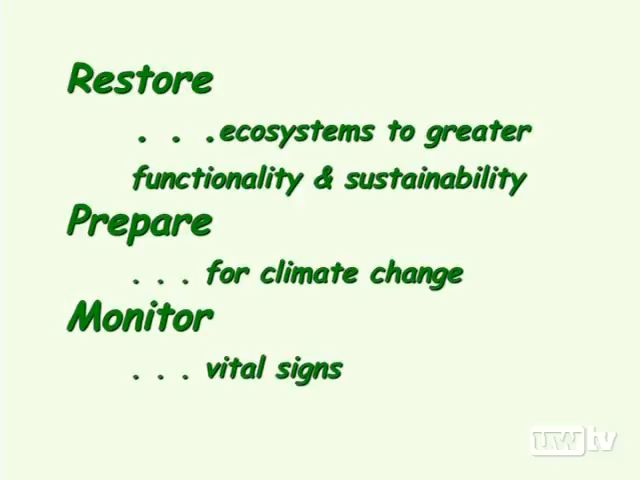 Restore
. . .ecosystems to greater
functionality & sustainability
Prepare
. . . for climate change
Monitor
. . . vital signs
uwtv